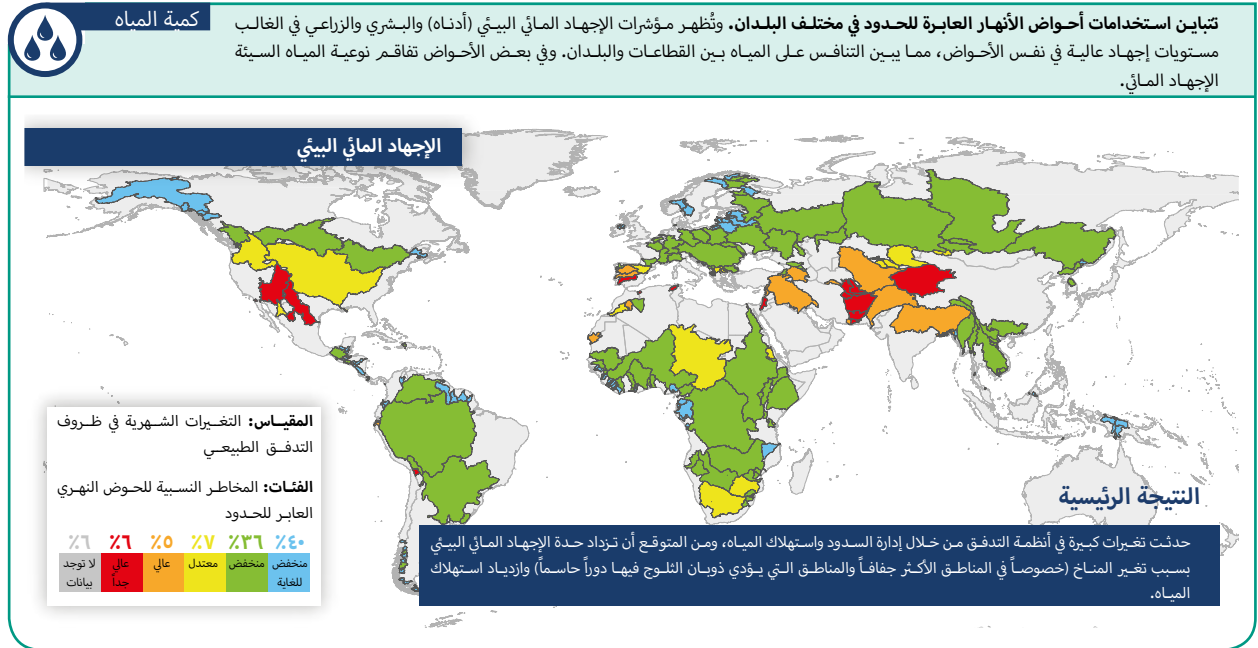 كمية المياه
تتباين استخدامات أحواض الأنهار العابرة للحدود في مختلف البلدان. وتُظهر مؤشرات الإجهاد المائي البيئي (أدناه) والبشري والزراعي في الغالب
مستويات إجهاد عالية في نفس الأحواض، مما يبين التنافس على المياه بين القطاعات والبلدان. وفي بعض الأحواض تفاقم نوعية المياه السيئة
الإجهاد المائي.
الإجهاد المائي البيئي
المقياس: التغيرات الشهرية في ظروف
التدفق الطبيعي
الفئات: المخاطر النسبية للحوض النهري
العابر للحدود
٪٤٠ ٪٣٦ ٪٧ ٪٥ ٪٦ ٪٦
منخفض للغاية
منخفض
معتدل
عالي
عالي جداً
لا توجد بيانات
النتيجة الرئيسية
حدثت تغيرات كبيرة في أنظمة التدفق من خلال إدارة السدود واستهلاك المياه، ومن المتوقع أن تزداد حدة الإجهاد المائي البيئي
بسبب تغير المناخ (خصوصاً في المناطق الأكثر جفافاً والمناطق التي يؤدي ذوبان الثلوج فيها دوراً حاسماً) وازدياد استهلاك
المياه.